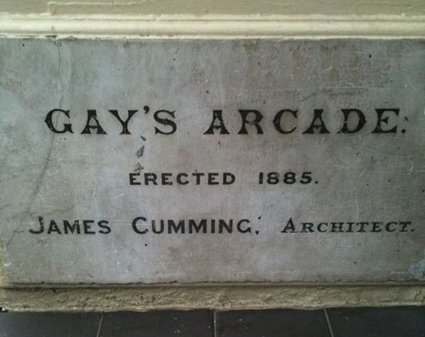 GAY'S ARCADE.
ERECTED 1885.
JAMES CUMMING, ARCHITECT.